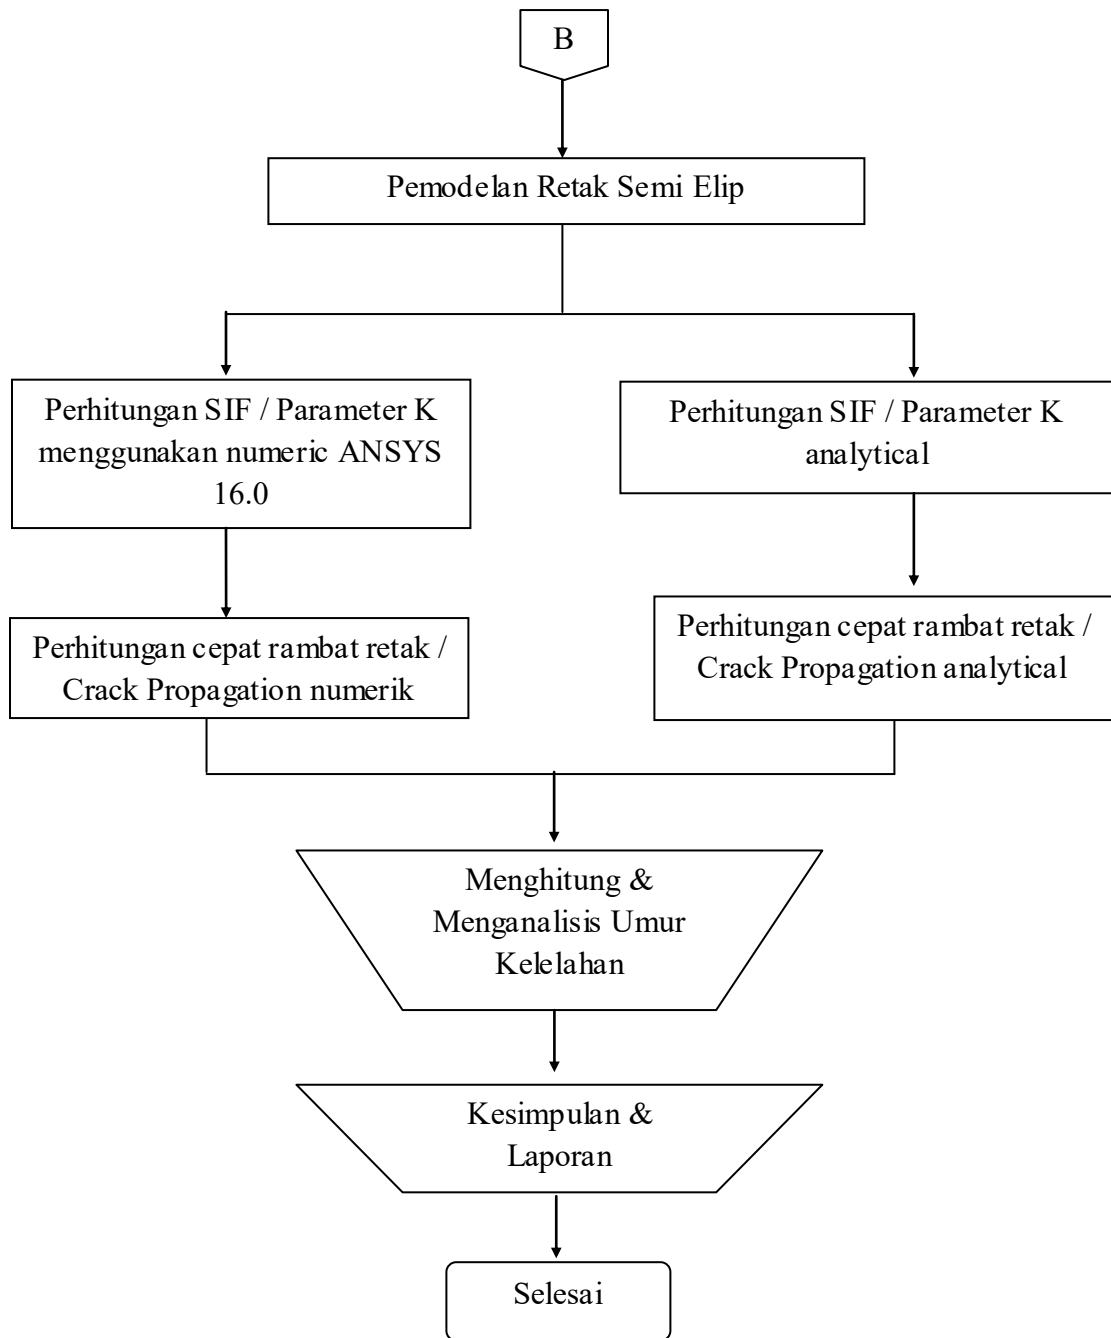 B
Pemodelan Retak Semi Elip
Perhitungan SIF / Parameter K
menggunakan numeric ANSYS
16.0
Perhitungan SIF / Parameter K
analytical
Perhitungan cepat rambat retak /
Crack Propagation numerik
Perhitungan cepat rambat retak /
Crack Propagation analytical
Menghitung &
Menganalisis Umur
Kelelahan
Kesimpulan &
Laporan
Selesai